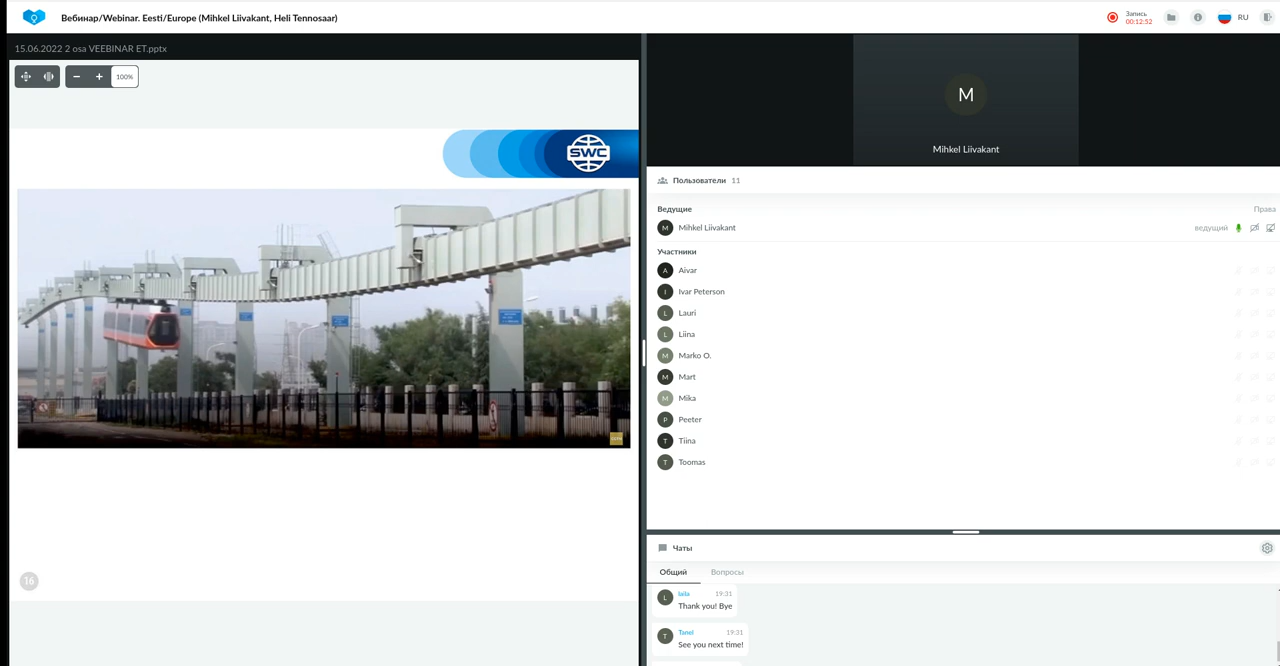 Вебинар/Webinar. Eesti/Europe (Mihkel Liivakant, Heli Tennosaar)
Запись
00:12:52
RU
15.06.2022 2 osa VEEBINAR ET.pptx
100%
SWC
16
M
Mihkel Liivakant
Пользователи 11
Ведущие
Права
M Mihkel Liivakant
ведущий
Участники
A Aivar
I Ivar Peterson
L Lauri
L Liina
M Marko O.
M Mart
M Mika
P Peeter
T Tiina
T Toomas
Чаты
Общий
Вопросы
L laila 19:31
Thank you! Bye
T Tanel 19:31
See you next time!